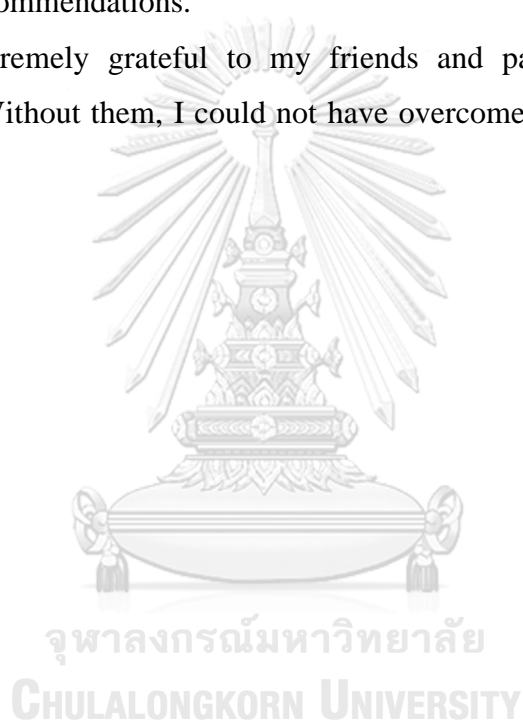 ommendations.
remely grateful to my friends and pa
Without them, I could not have overcome
จุฬาลงกรณ์มหาวิทยาลัย
CHULALONGKORN UNIVERSITY